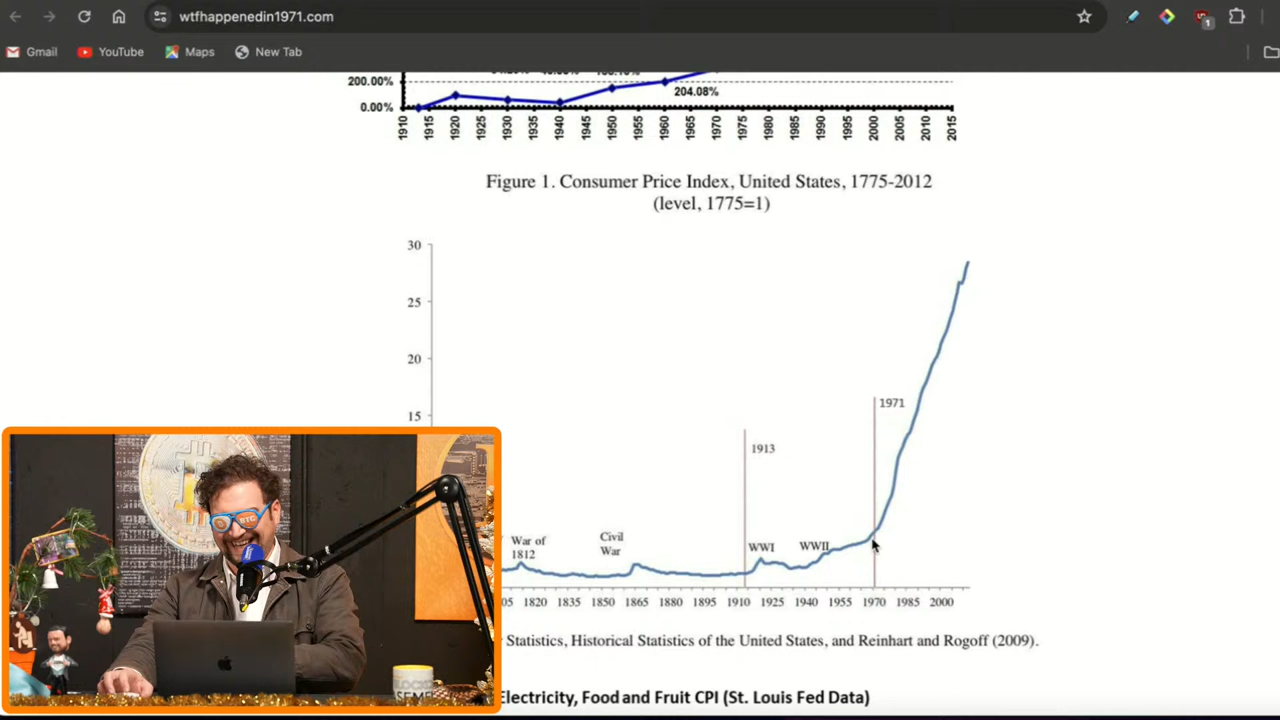 wtfhappenedin1971.com
Gmail YouTube Maps New Tab
1
200.00%
0.00%
204.08%
1910 1915 1920 1925 1930 1935 1940 1945 1950 1955 1960 1965 1970 1975 1980 1985 1990 1995 2000 2005 2010 2015
Figure 1. Consumer Price Index, United States, 1775-2012
(level, 1775=1)
30
25
20
15
1971
1913
War of
1812
Civil
War
WWI
WWII
05 1820 1835 1850 1865 1880 1895 1910 1925 1940 1955 1970 1985 2000
Statistics, Historical Statistics of the United States, and Reinhart and Rogoff (2009).
Electricity, Food and Fruit CPI (St. Louis Fed Data)
BTC